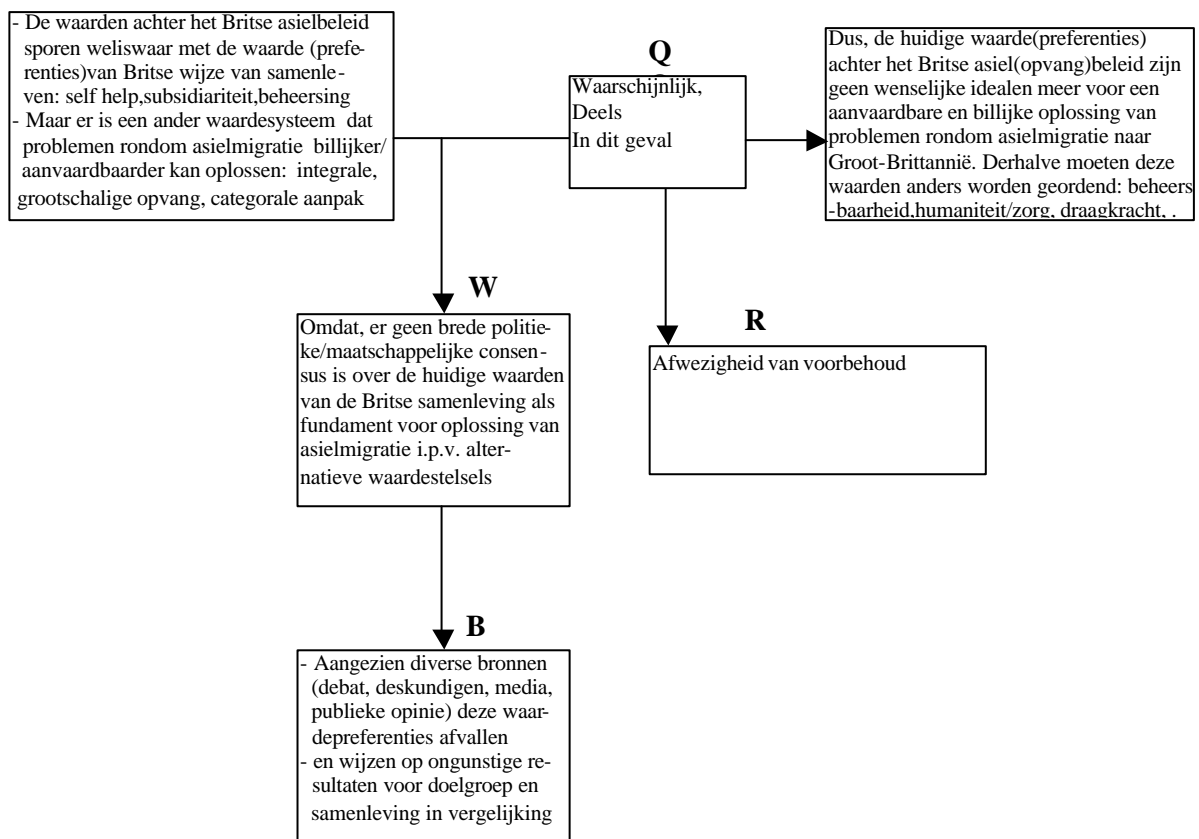 - De waarden achter het Britse asielbeleid
sporen weliswaar met de waarde (prefe-
renties)van Britse wijze van samenle-
ven: self help,subsidiariteit,beheersing
- Maar er is een ander waardesysteem dat
problemen rondom asielmigratie billijker/
aanvaardbaarder kan oplossen: integrale,
grootschalige opvang, categorale aanpak
Q
Waarschijnlijk,
Deels
In dit geval
Dus, de huidige waarde(preferenties)
achter het Britse asiel(opvang)beleid zijn
geen wenselijke idealen meer voor een
aanvaardbare en billijke oplossing van
problemen rondom asielmigratie naar
Groot-Brittannië. Derhalve moeten deze
waarden anders worden geordend: beheers
-baarheid,humaniteit/zorg, draagkracht, .
W
Omdat, er geen brede politie-
ke/maatschappelijke consen-
sus is over de huidige waarden
van de Britse samenleving als
fundament voor oplossing van
asielmigratie i.p.v. alter-
natieve waardestelsels
R
Afwezigheid van voorbehoud
B
- Aangezien diverse bronnen
(debat, deskundigen, media,
publieke opinie) deze waar-
depreferenties afvallen
- en wijzen op ongunstige re-
sultaten voor doelgroep en
samenleving in vergelijking